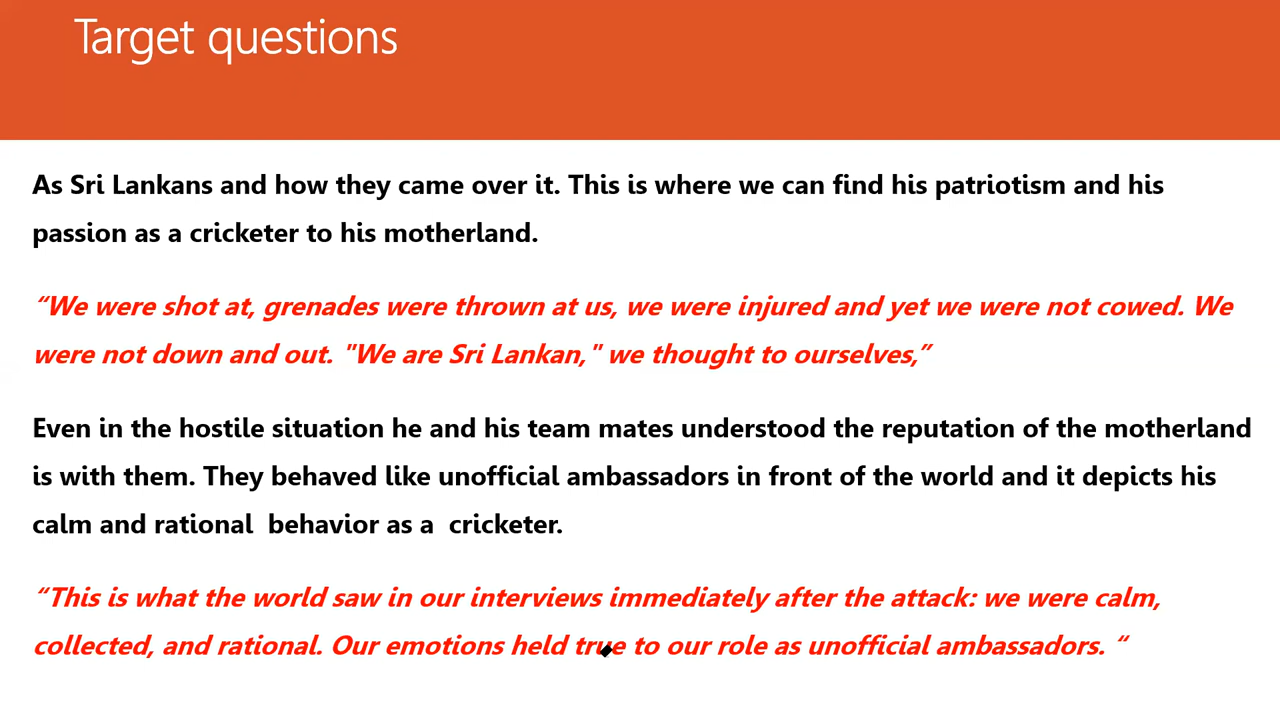 Target questions
As Sri Lankans and how they came over it. This is where we can find his patriotism and his
passion as a cricketer to his motherland.
“We were shot at, grenades were thrown at us, we were injured and yet we were not cowed. We
were not down and out. "We are Sri Lankan," we thought to ourselves,”
Even in the hostile situation he and his team mates understood the reputation of the motherland
is with them. They behaved like unofficial ambassadors in front of the world and it depicts his
calm and rational  behavior as a  cricketer.
“This is what the world saw in our interviews immediately after the attack: we were calm,
collected, and rational. Our emotions held true to our role as unofficial ambassadors. “